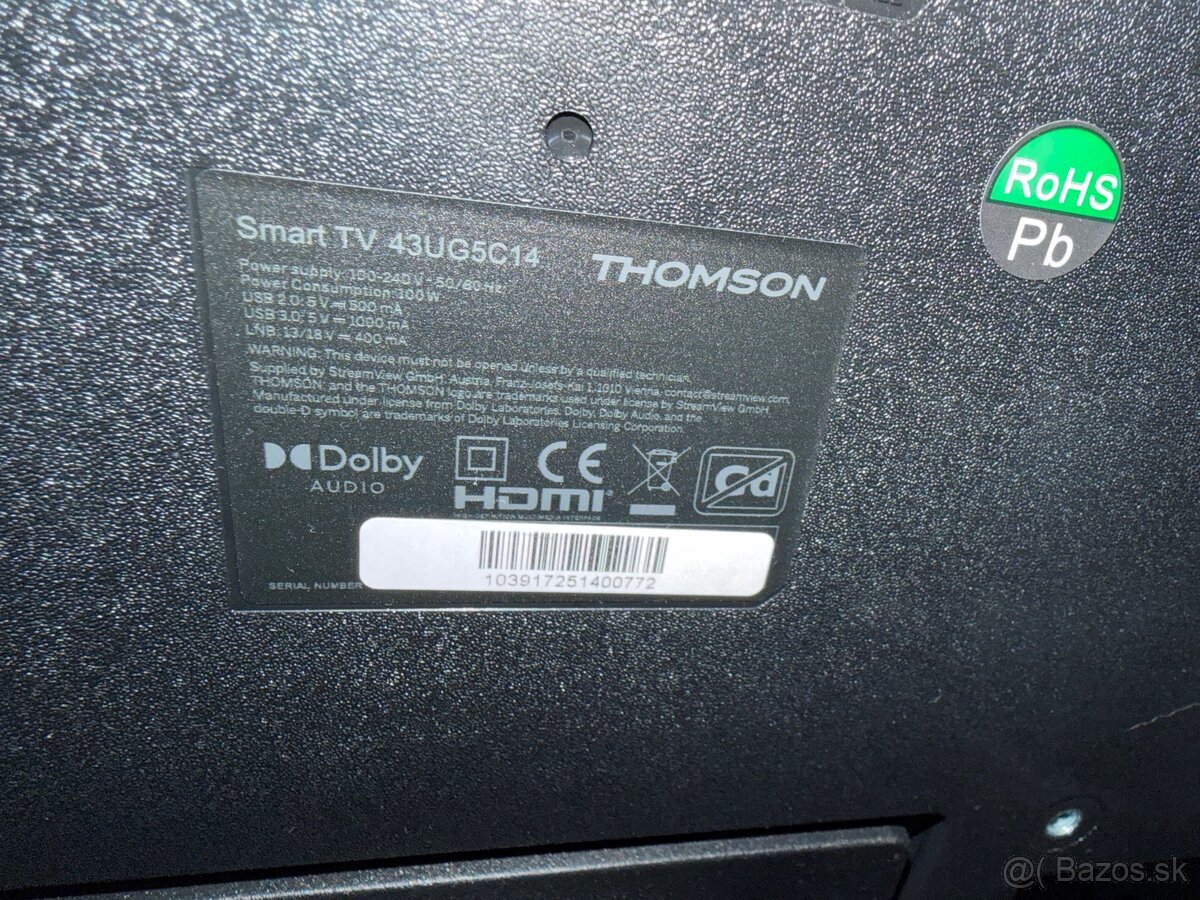 RoHS
Pb
Smart TV 43UG5C14
THOMSON
Power supply: 100-240 V ~ 50/60 Hz
Power Consumption: 100 W
USB 2.0: 5 V ⎓ 500 mA
USB 3.0: 5 V ⎓ 1000 mA
LNB: 13/18 V ⎓ 400 mA
WARNING: This device must not be opened unless by a qualified technician.
Supplied by StreamView GmbH, Austria, Franz-Josefs-Kai 1, 1010 Vienna, contact@streamview.com.
THOMSON, and the THOMSON logo are trademarks used under license by StreamView GmbH.
Manufactured under license from Dolby Laboratories. Dolby, Dolby Audio, and the
double-D symbol are trademarks of Dolby Laboratories Licensing Corporation.
Dolby
AUDIO
CE
HDMI
HIGH-DEFINITION MULTIMEDIA INTERFACE
Cd
SERIAL NUMBER
103917251400772
@( Bazos.sk